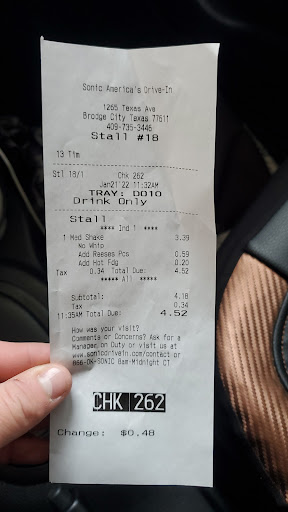 Sonic America's Drive-In
1265 Texas Ave
Bridge City Texas 77611
409-735-3446
Stall #18
13 Tim
Stl 18/1 Chk 262
Jan21'22 11:32AM
TRAY: D010
Drink Only
Stall
**** Ind 1 ****
1 Med Shake 3.39
No Whip
Add Reeses Pcs 0.59
Add Hot Fdg 0.20
Tax 0.34 Total Due: 4.52
**** All ****
Subtotal: 4.18
Tax 0.34
11:35AM Total Due: 4.52
How was your visit?
Comments or Concerns? Ask for a
Manager on Duty or visit us at
www.sonicdrivein.com/contact or
866-OK-SONIC 8am-Midnight CT
CHK 262
Change: $0.48